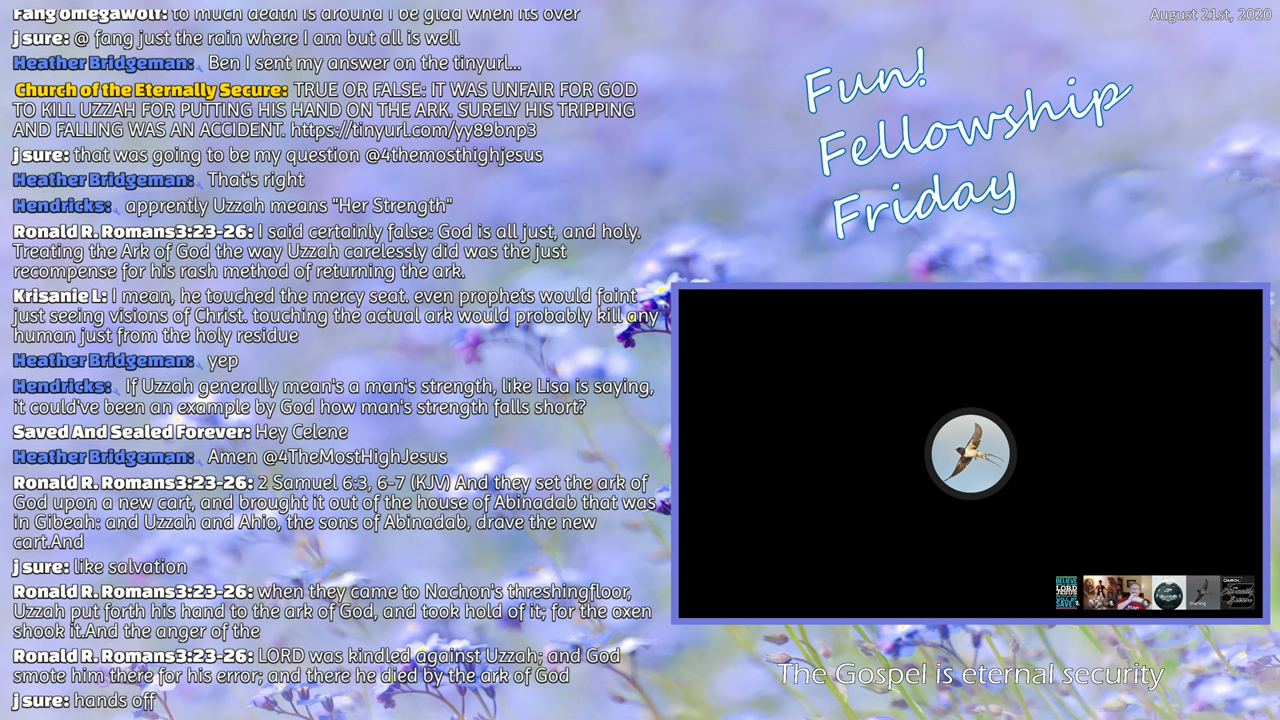 Fang omegawolf: to much death is around I be glad when its over
j sure: @ fang just the rain where I am but all is well
Heather Bridgeman: Ben I sent my answer on the tinyurl...
Church of the Eternally Secure: TRUE OR FALSE: IT WAS UNFAIR FOR GOD
TO KILL UZZAH FOR PUTTING HIS HAND ON THE ARK. SURELY HIS TRIPPING
AND FALLING WAS AN ACCIDENT. https://tinyurl.com/yy89bnp3
j sure: that was going to be my question @4themosthighjesus
Heather Bridgeman: That's right
Hendricks: apprently Uzzah means "Her Strength"
Ronald R. Romans3:23-26: I said certainly false: God is all just, and holy.
Treating the Ark of God the way Uzzah carelessly did was the just
recompense for his rash method of returning the ark.
Krisanie L: I mean, he touched the mercy seat. even prophets would faint
just seeing visions of Christ. touching the actual ark would probably kill any
human just from the holy residue
Heather Bridgeman: yep
Hendricks: If Uzzah generally mean's a man's strength, like Lisa is saying,
it could've been an example by God how man's strength falls short?
Saved And Sealed Forever: Hey Celene
Heather Bridgeman: Amen @4TheMostHighJesus
Ronald R. Romans3:23-26: 2 Samuel 6:3, 6-7 (KJV) And they set the ark of
God upon a new cart, and brought it out of the house of Abinadab that was
in Gibeah: and Uzzah and Ahio, the sons of Abinadab, drave the new
cart.And
j sure: like salvation
Ronald R. Romans3:23-26: when they came to Nachon's threshingfloor,
Uzzah put forth his hand to the ark of God, and took hold of it; for the oxen
shook it.And the anger of the
Ronald R. Romans3:23-26: LORD was kindled against Uzzah; and God
smote him there for his error; and there he died by the ark of God
j sure: hands off
August 21st, 2020
Fun!
Fellowship
Friday
BELIEVE
LORD
JESUS
SAVE
Starling
CHURCH
The Gospel is eternal security